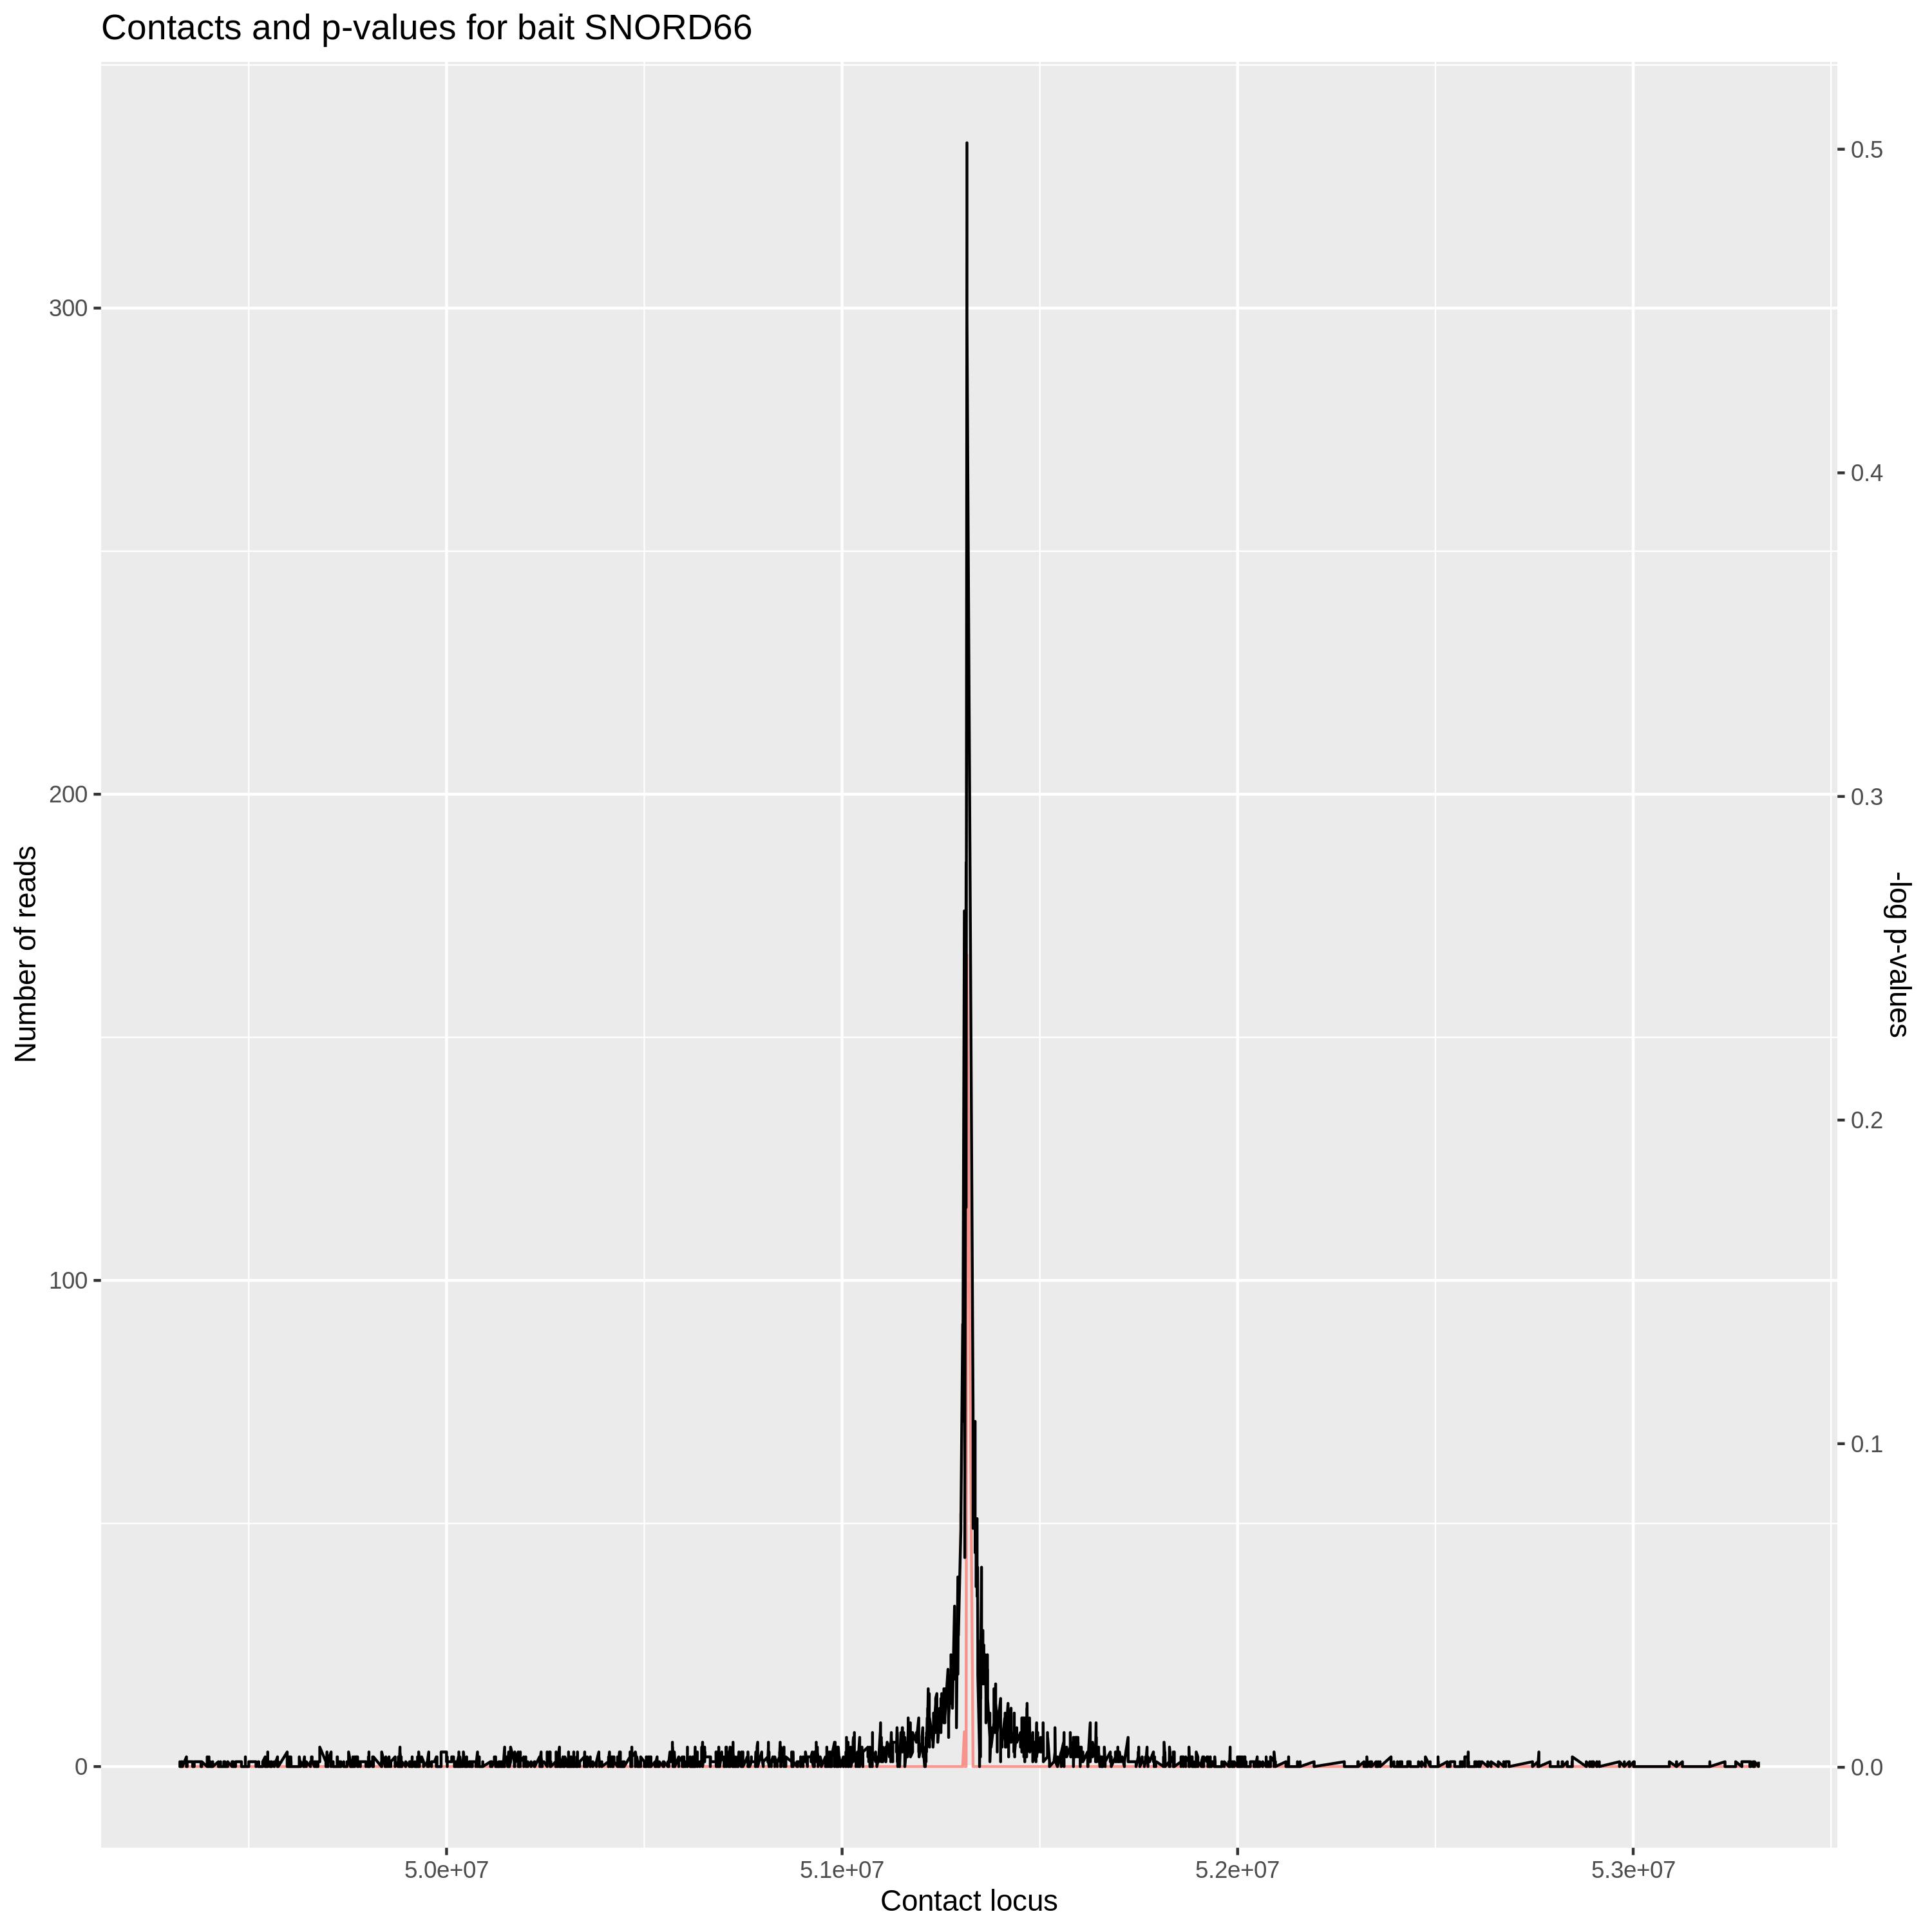 Contacts and p-values for bait SNORD66
300
200
100
0
Number of reads
0.5
0.4
0.3
0.2
0.1
0.0
-log p-values
5.0e+07
5.1e+07
5.2e+07
5.3e+07
Contact locus